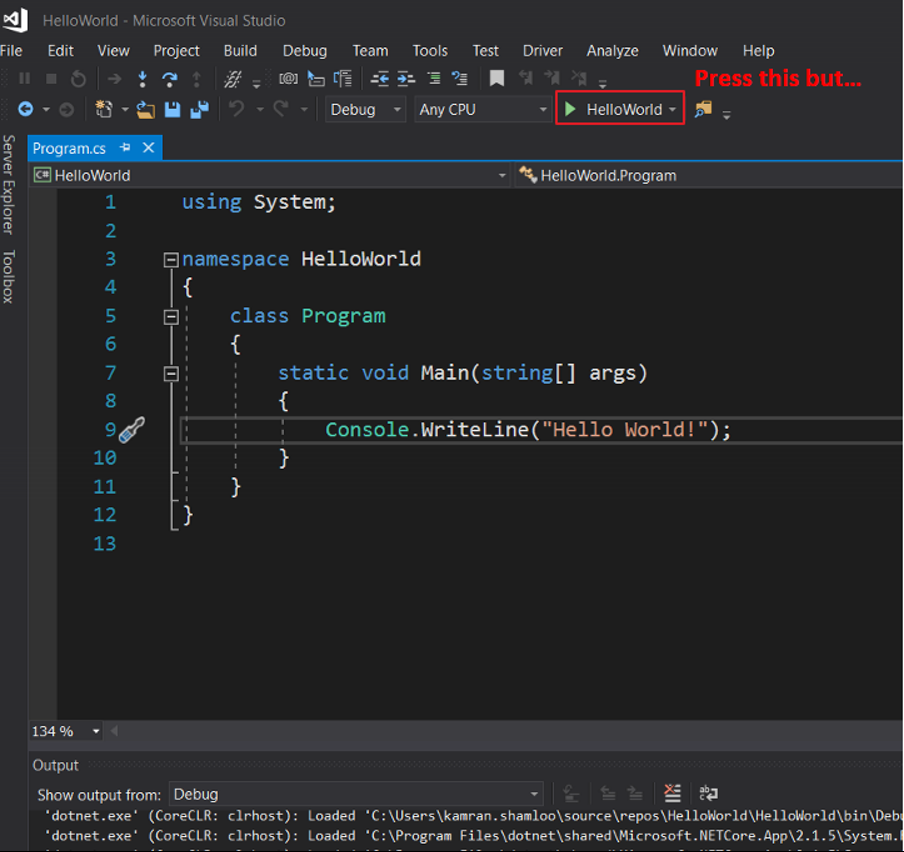 HelloWorld - Microsoft Visual Studio
File Edit View Project Build Debug Team Tools Test Driver Analyze Window Help
Press this but...
Debug Any CPU HelloWorld
Server Explorer
Toolbox
Program.cs
C# HelloWorld HelloWorld.Program
1 using System;
2
3 namespace HelloWorld
4 {
5 class Program
6 {
7 static void Main(string[] args)
8 {
9 Console.WriteLine("Hello World!");
10 }
11 }
12 }
13
134 %
Output
Show output from: Debug
'dotnet.exe' (CoreCLR: clrhost): Loaded 'C:\Users\kamran.shamloo\source\repos\HelloWorld\HelloWorld\bin\Debu
'dotnet.exe' (CoreCLR: clrhost): Loaded 'C:\Program Files\dotnet\shared\Microsoft.NETCore.App\2.1.5\System.